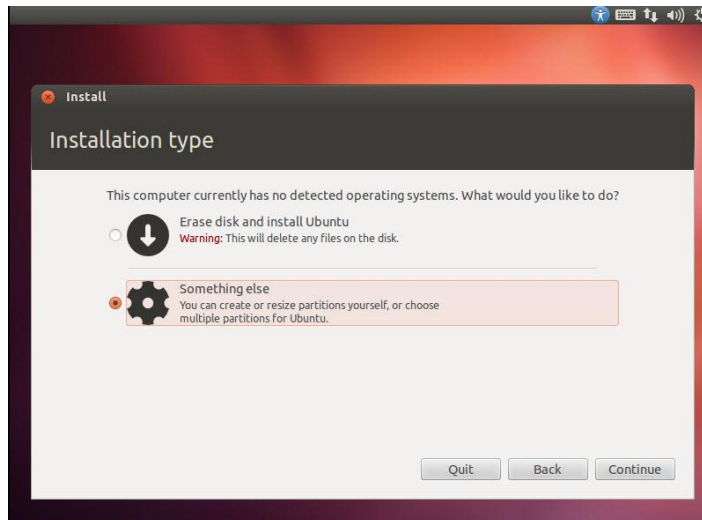 Install
Installation type
This computer currently has no detected operating systems. What would you like to do?
Erase disk and install Ubuntu
Warning: This will delete any files on the disk.
Something else
You can create or resize partitions yourself, or choose
multiple partitions for Ubuntu.
Quit Back Continue